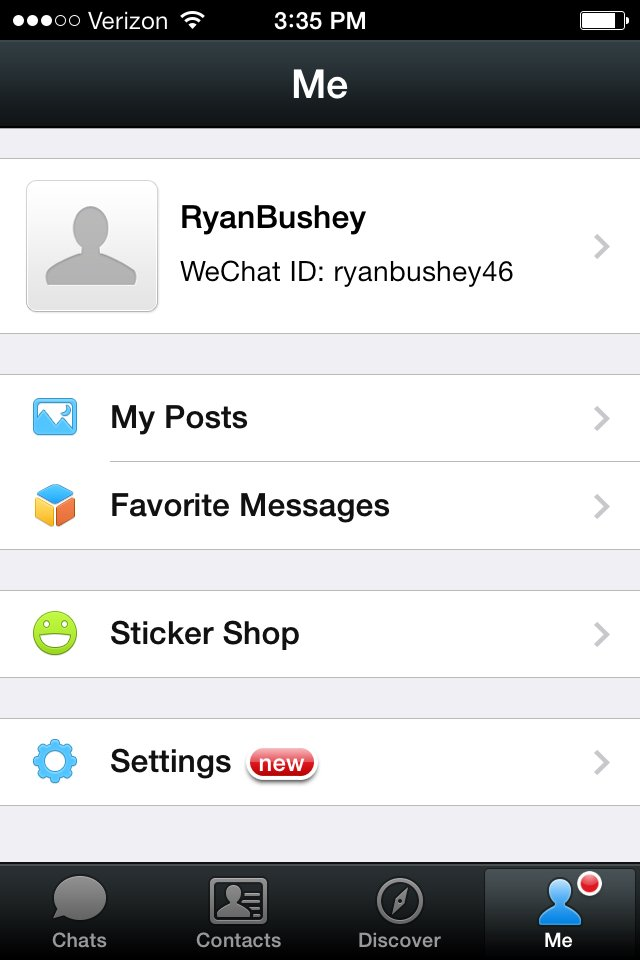 Verizon 3:35 PM
Me
RyanBushey
WeChat ID: ryanbushey46
My Posts
Favorite Messages
Sticker Shop
Settings new
Chats Contacts Discover Me